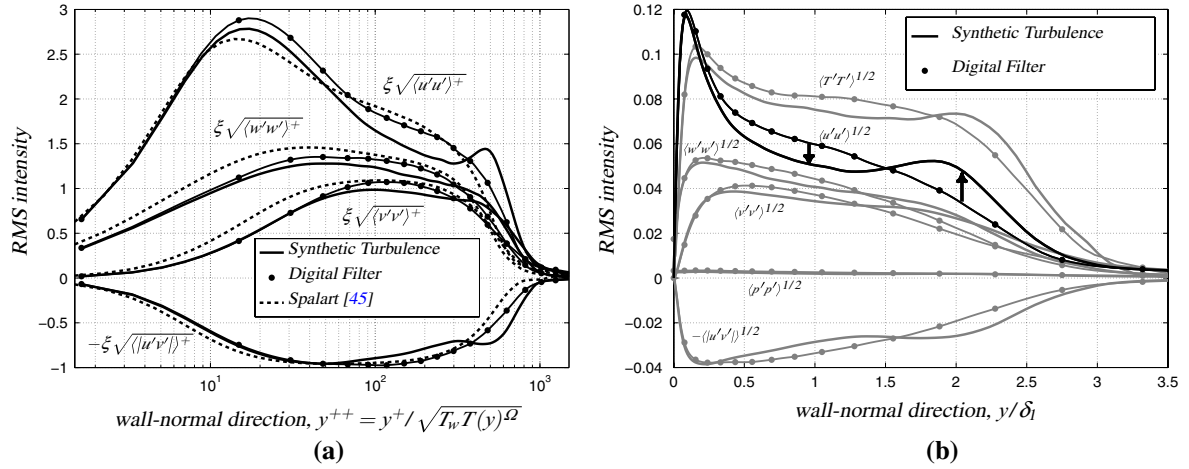 3
2.5
2
1.5
1
0.5
0
−0.5
−1
RMS intensity
ξ√⟨u′u′⟩⁺
ξ√⟨w′w′⟩⁺
ξ√⟨v′v′⟩⁺
−ξ√⟨|u′v′|⟩⁺
Synthetic Turbulence
Digital Filter
Spalart [45]
10¹ 10² 10³
wall-normal direction, y⁺⁺ = y⁺/√T_wT(y)^Ω
(a)
0.12
0.1
0.08
0.06
0.04
0.02
0
−0.02
−0.04
RMS intensity
Synthetic Turbulence
Digital Filter
⟨T′T′⟩^1/2
⟨u′u′⟩^1/2
⟨w′w′⟩^1/2
⟨v′v′⟩^1/2
⟨p′p′⟩^1/2
−⟨|u′v′|⟩^1/2
0 0.5 1 1.5 2 2.5 3 3.5
wall-normal direction, y/δ_l
(b)